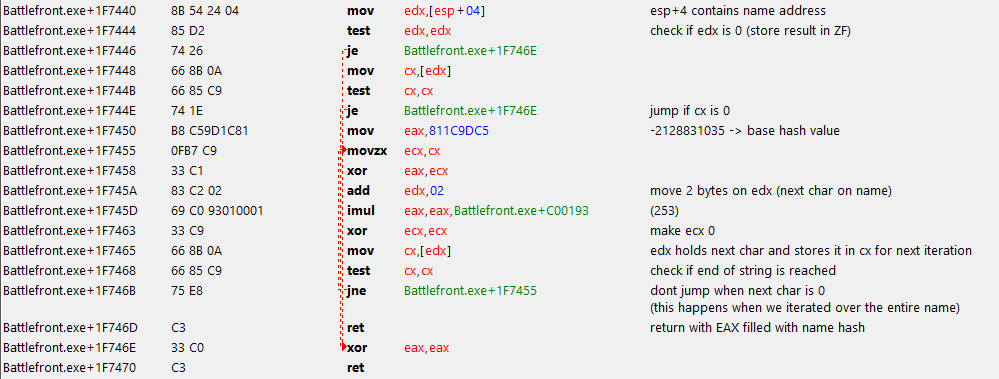 Battlefront.exe+1F7440 8B 54 24 04 mov edx,[esp+04] esp+4 contains name address
Battlefront.exe+1F7444 85 D2 test edx,edx check if edx is 0 (store result in ZF)
Battlefront.exe+1F7446 74 26 je Battlefront.exe+1F746E
Battlefront.exe+1F7448 66 8B 0A mov cx,[edx]
Battlefront.exe+1F744B 66 85 C9 test cx,cx
Battlefront.exe+1F744E 74 1E je Battlefront.exe+1F746E jump if cx is 0
Battlefront.exe+1F7450 B8 C59D1C81 mov eax,811C9DC5 -2128831035 -> base hash value
Battlefront.exe+1F7455 0FB7 C9 movzx ecx,cx
Battlefront.exe+1F7458 33 C1 xor eax,ecx
Battlefront.exe+1F745A 83 C2 02 add edx,02 move 2 bytes on edx (next char on name)
Battlefront.exe+1F745D 69 C0 93010001 imul eax,eax,Battlefront.exe+C00193 (253)
Battlefront.exe+1F7463 33 C9 xor ecx,ecx make ecx 0
Battlefront.exe+1F7465 66 8B 0A mov cx,[edx] edx holds next char and stores it in cx for next iteration
Battlefront.exe+1F7468 66 85 C9 test cx,cx check if end of string is reached
Battlefront.exe+1F746B 75 E8 jne Battlefront.exe+1F7455 dont jump when next char is 0
(this happens when we iterated over the entire name)
Battlefront.exe+1F746D C3 ret return with EAX filled with name hash
Battlefront.exe+1F746E 33 C0 xor eax,eax
Battlefront.exe+1F7470 C3 ret